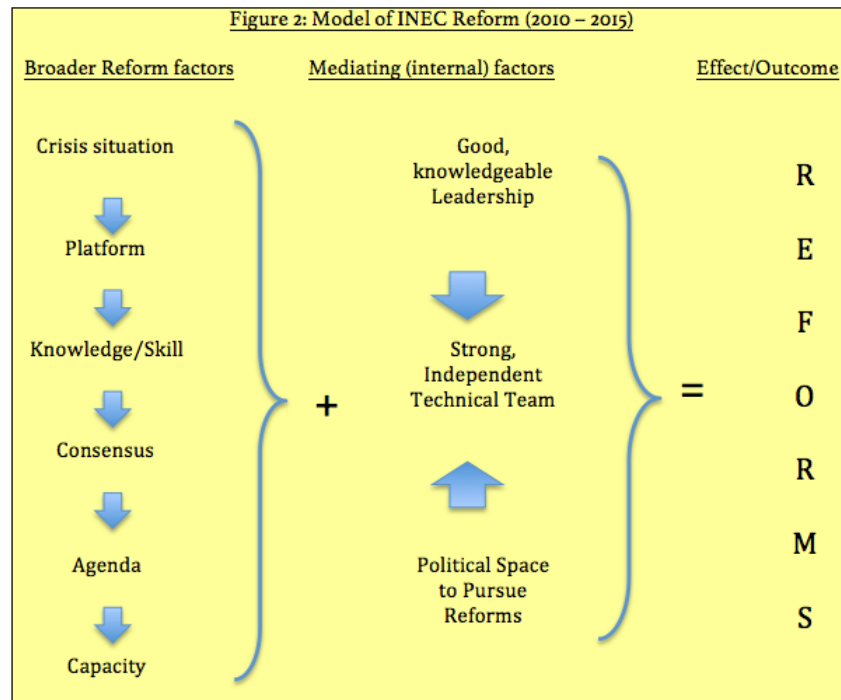 Figure 2: Model of INEC Reform (2010 – 2015)
Broader Reform factors
Mediating (internal) factors
Effect/Outcome
Crisis situation
Platform
Knowledge/Skill
Consensus
Agenda
Capacity
+
Good,
knowledgeable
Leadership
Strong,
Independent
Technical Team
Political Space
to Pursue
Reforms
=
R
E
F
O
R
M
S